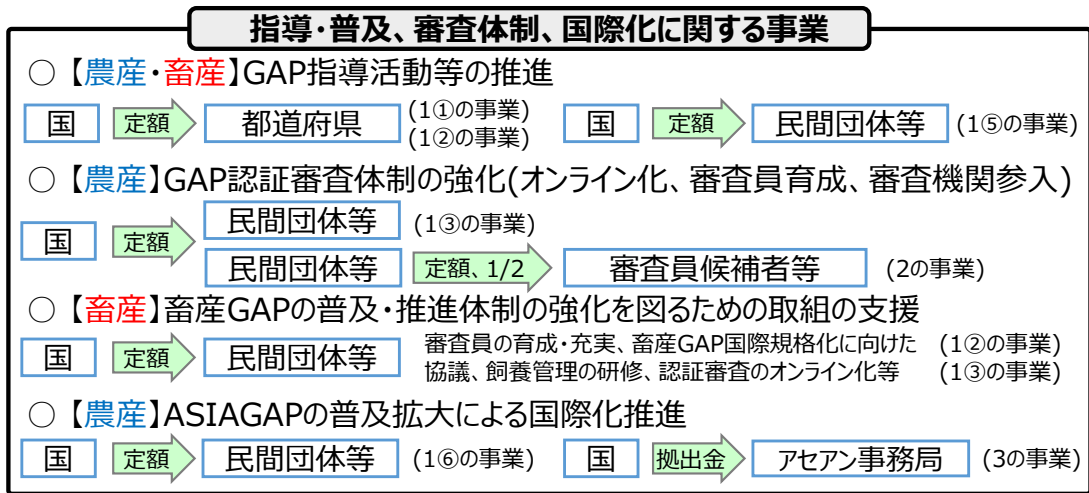 指導・普及、審査体制、国際化に関する事業
○【農産・畜産】GAP指導活動等の推進
国 定額 都道府県 (1①の事業) (1②の事業) 国 定額 民間団体等 (1⑤の事業)
○【農産】GAP認証審査体制の強化(オンライン化、審査員育成、審査機関参入)
国 定額 民間団体等 (1③の事業)
民間団体等 定額、1/2 審査員候補者等 (2の事業)
○【畜産】畜産GAPの普及・推進体制の強化を図るための取組の支援
国 定額 民間団体等 審査員の育成・充実、畜産GAP国際規格化に向けた (1②の事業)
協議、飼養管理の研修、認証審査のオンライン化等 (1③の事業)
○【農産】ASIAGAPの普及拡大による国際化推進
国 定額 民間団体等 (1⑥の事業) 国 拠出金 アセアン事務局 (3の事業)